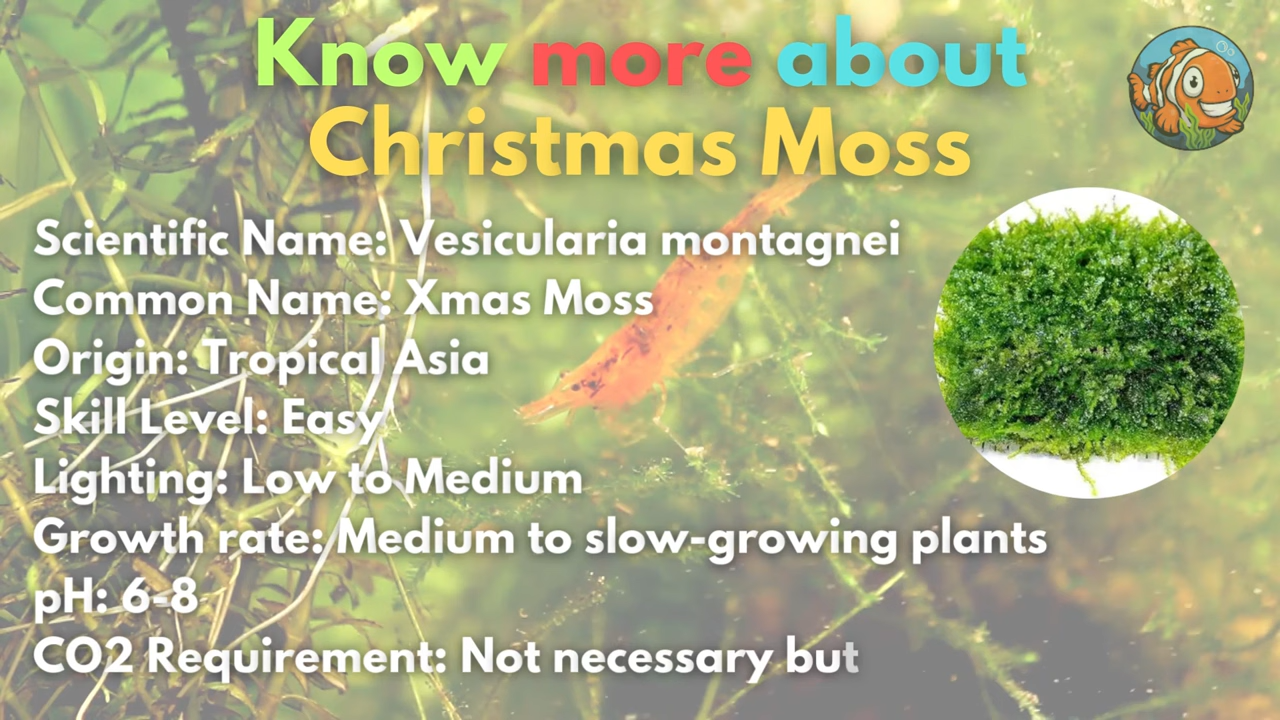 Know more about
Christmas Moss
Scientific Name: Vesicularia montagnei
Common Name: Xmas Moss
Origin: Tropical Asia
Skill Level: Easy
Lighting: Low to Medium
Growth rate: Medium to slow-growing plants
pH: 6-8
CO2 Requirement: Not necessary but